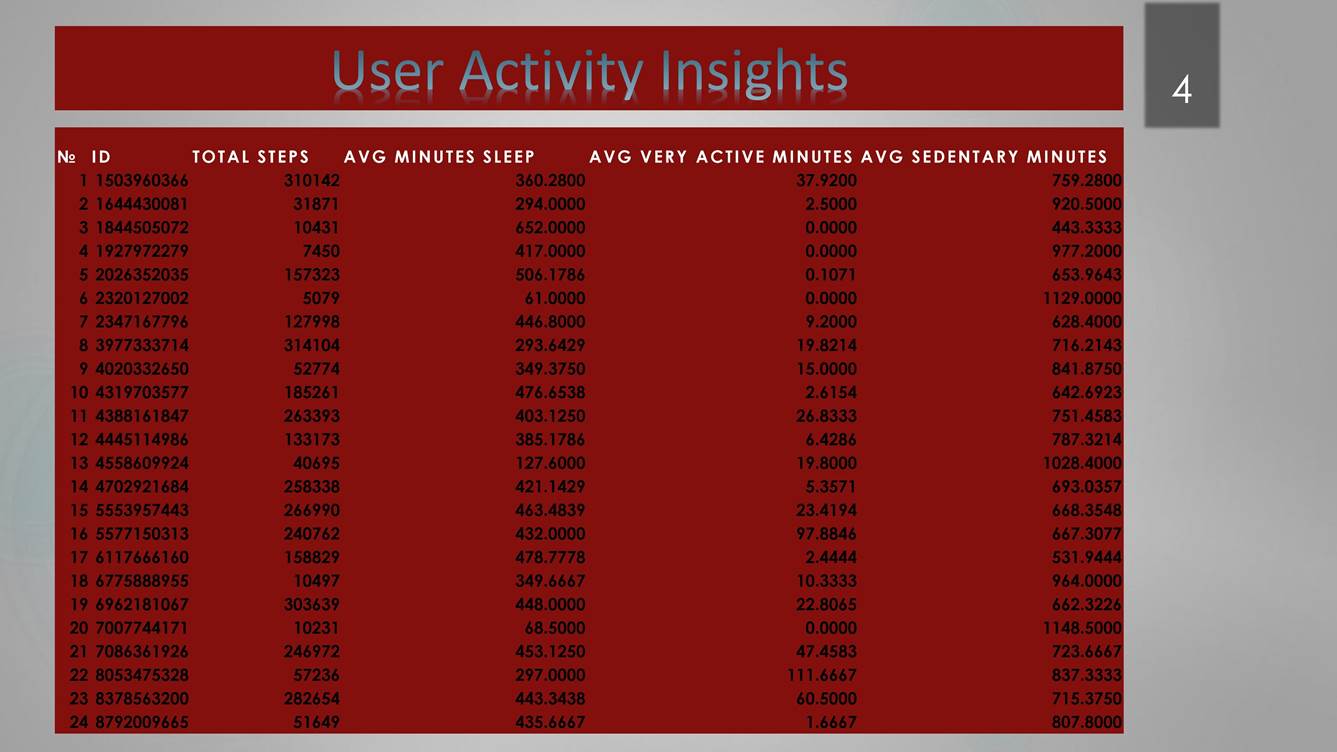 User Activity Insights
4
№ ID TOTAL STEPS AVG MINUTES SLEEP AVG VERY ACTIVE MINUTES AVG SEDENTARY MINUTES
1 1503960366 310142 360.2800 37.9200 759.2800
2 1644430081 31871 294.0000 2.5000 920.5000
3 1844505072 10431 652.0000 0.0000 443.3333
4 1927972279 7450 417.0000 0.0000 977.2000
5 2026352035 157323 506.1786 0.1071 653.9643
6 2320127002 5079 61.0000 0.0000 1129.0000
7 2347167796 127998 446.8000 9.2000 628.4000
8 3977333714 314104 293.6429 19.8214 716.2143
9 4020332650 52774 349.3750 15.0000 841.8750
10 4319703577 185261 476.6538 2.6154 642.6923
11 4388161847 263393 403.1250 26.8333 751.4583
12 4445114986 133173 385.1786 6.4286 787.3214
13 4558609924 40695 127.6000 19.8000 1028.4000
14 4702921684 258338 421.1429 5.3571 693.0357
15 5553957443 266990 463.4839 23.4194 668.3548
16 5577150313 240762 432.0000 97.8846 667.3077
17 6117666160 158829 478.7778 2.4444 531.9444
18 6775888955 10497 349.6667 10.3333 964.0000
19 6962181067 303639 448.0000 22.8065 662.3226
20 7007744171 10231 68.5000 0.0000 1148.5000
21 7086361926 246972 453.1250 47.4583 723.6667
22 8053475328 57236 297.0000 111.6667 837.3333
23 8378563200 282654 443.3438 60.5000 715.3750
24 8792009665 51649 435.6667 1.6667 807.8000